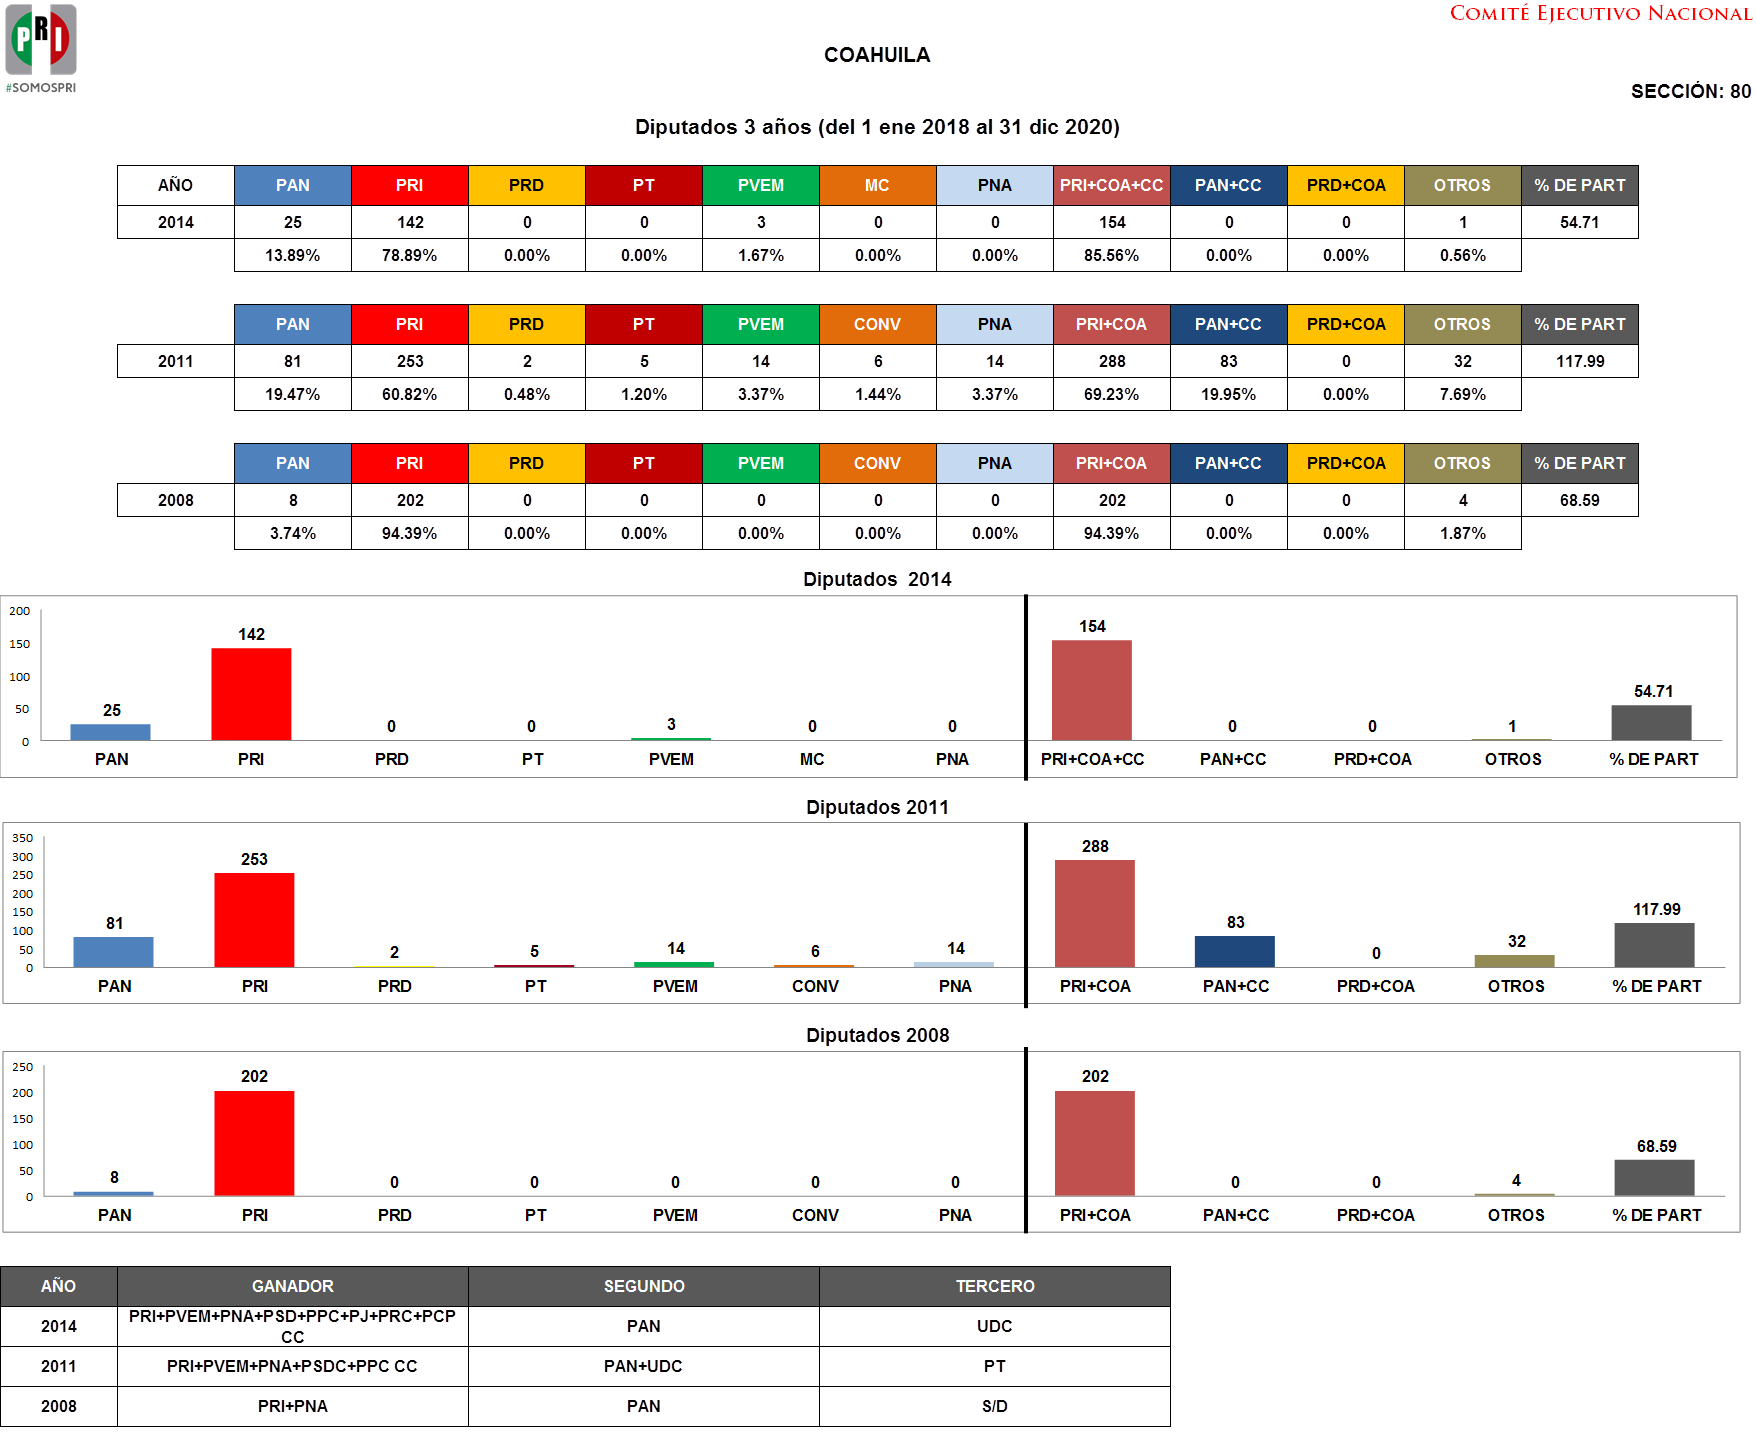 PRI
#SOMOSPRI
COMITÉ EJECUTIVO NACIONAL
COAHUILA
SECCIÓN: 80
Diputados 3 años (del 1 ene 2018 al 31 dic 2020)
AÑO PAN PRI PRD PT PVEM MC PNA PRI+COA+CC PAN+CC PRD+COA OTROS % DE PART
2014 25 142 0 0 3 0 0 154 0 0 1 54.71
13.89% 78.89% 0.00% 0.00% 1.67% 0.00% 0.00% 85.56% 0.00% 0.00% 0.56%
PAN PRI PRD PT PVEM CONV PNA PRI+COA PAN+CC PRD+COA OTROS % DE PART
2011 81 253 2 5 14 6 14 288 83 0 32 117.99
19.47% 60.82% 0.48% 1.20% 3.37% 1.44% 3.37% 69.23% 19.95% 0.00% 7.69%
PAN PRI PRD PT PVEM CONV PNA PRI+COA PAN+CC PRD+COA OTROS % DE PART
2008 8 202 0 0 0 0 0 202 0 0 4 68.59
3.74% 94.39% 0.00% 0.00% 0.00% 0.00% 0.00% 94.39% 0.00% 0.00% 1.87%
Diputados 2014
200
150
100
50
0
25 142 0 0 3 0 0 154 0 0 1 54.71
PAN PRI PRD PT PVEM MC PNA PRI+COA+CC PAN+CC PRD+COA OTROS % DE PART
Diputados 2011
350
300
250
200
150
100
50
0
81 253 2 5 14 6 14 288 83 0 32 117.99
PAN PRI PRD PT PVEM CONV PNA PRI+COA PAN+CC PRD+COA OTROS % DE PART
Diputados 2008
250
200
150
100
50
0
8 202 0 0 0 0 0 202 0 0 4 68.59
PAN PRI PRD PT PVEM CONV PNA PRI+COA PAN+CC PRD+COA OTROS % DE PART
AÑO GANADOR SEGUNDO TERCERO
2014 PRI+PVEM+PNA+PSD+PPC+PJ+PRC+PCP CC PAN UDC
2011 PRI+PVEM+PNA+PSDC+PPC CC PAN+UDC PT
2008 PRI+PNA PAN S/D